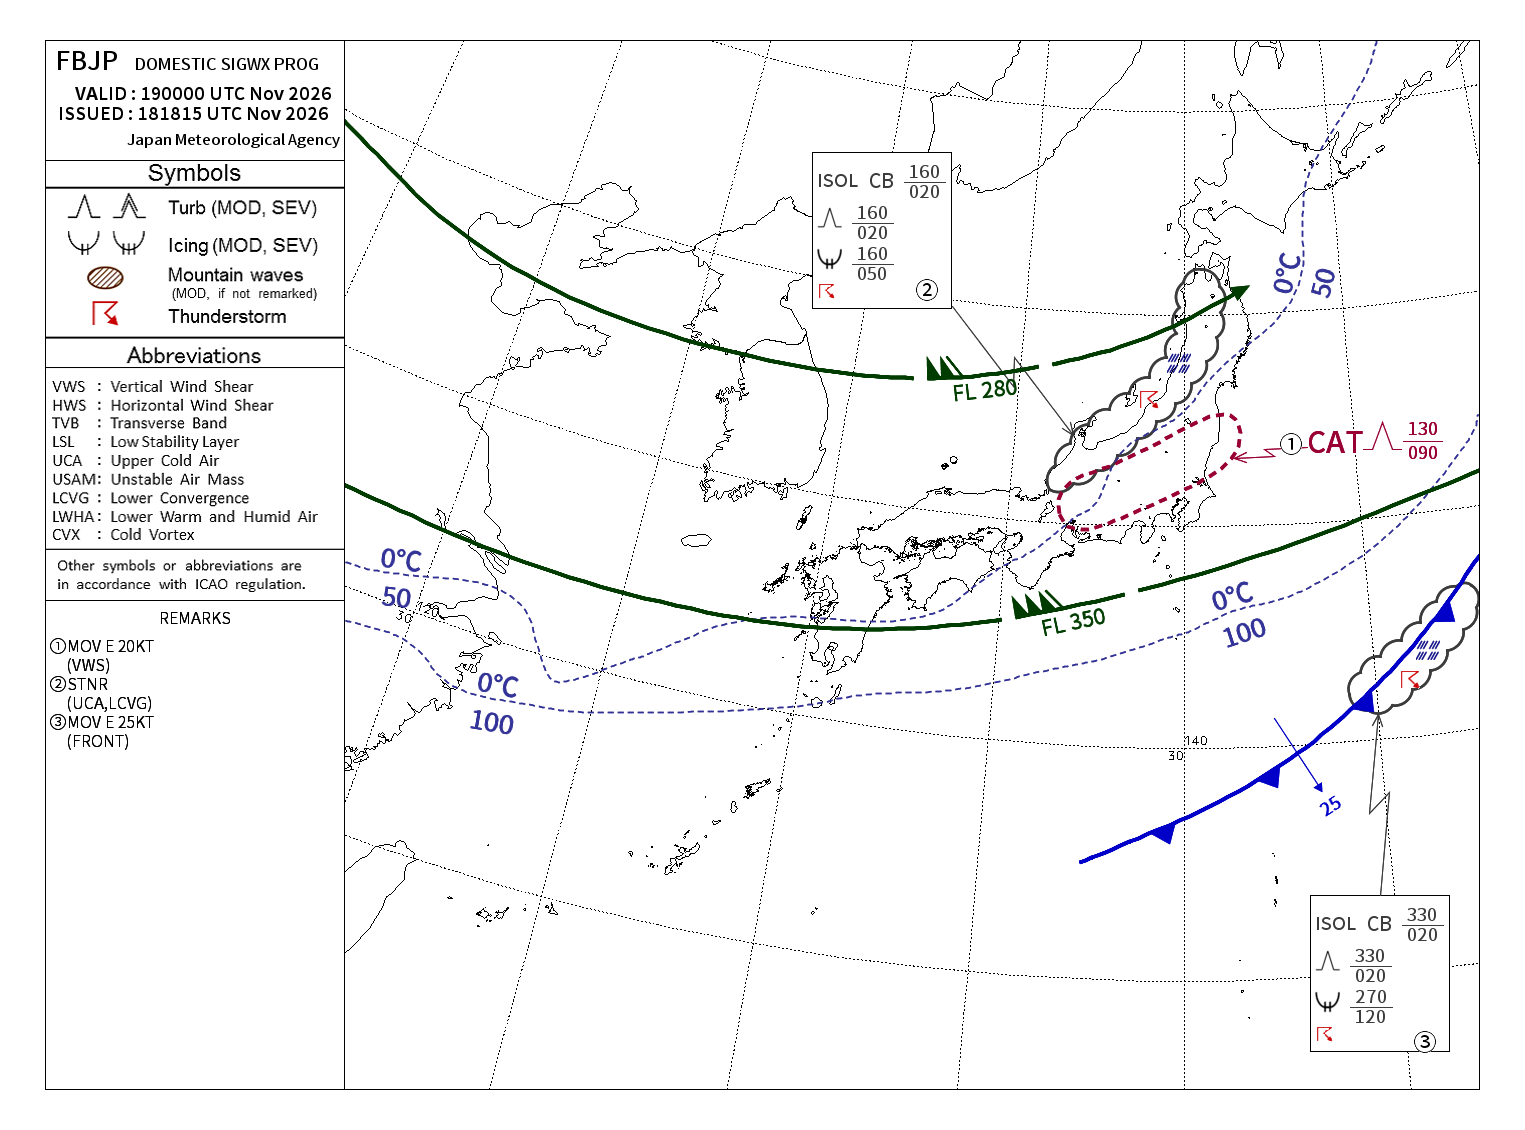 FBJP DOMESTIC SIGWX PROG
VALID : 190000 UTC Nov 2026
ISSUED : 181815 UTC Nov 2026
Japan Meteorological Agency
Symbols
Turb (MOD, SEV)
Icing (MOD, SEV)
Mountain waves
(MOD, if not remarked)
Thunderstorm
Abbreviations
VWS : Vertical Wind Shear
HWS : Horizontal Wind Shear
TVB : Transverse Band
LSL : Low Stability Layer
UCA : Upper Cold Air
USAM: Unstable Air Mass
LCVG : Lower Convergence
LWHA: Lower Warm and Humid Air
CVX : Cold Vortex
Other symbols or abbreviations are
in accordance with ICAO regulation.
REMARKS
①MOV E 20KT
(VWS)
②STNR
(UCA,LCVG)
③MOV E 25KT
(FRONT)
ISOL CB 160
020
160
020
160
050
②
0°C
50
FL 280
① CAT 130
090
0°C
50
120
30
FL 350
0°C
100
0°C
100
140
30
25
ISOL CB 330
020
330
020
270
120
③